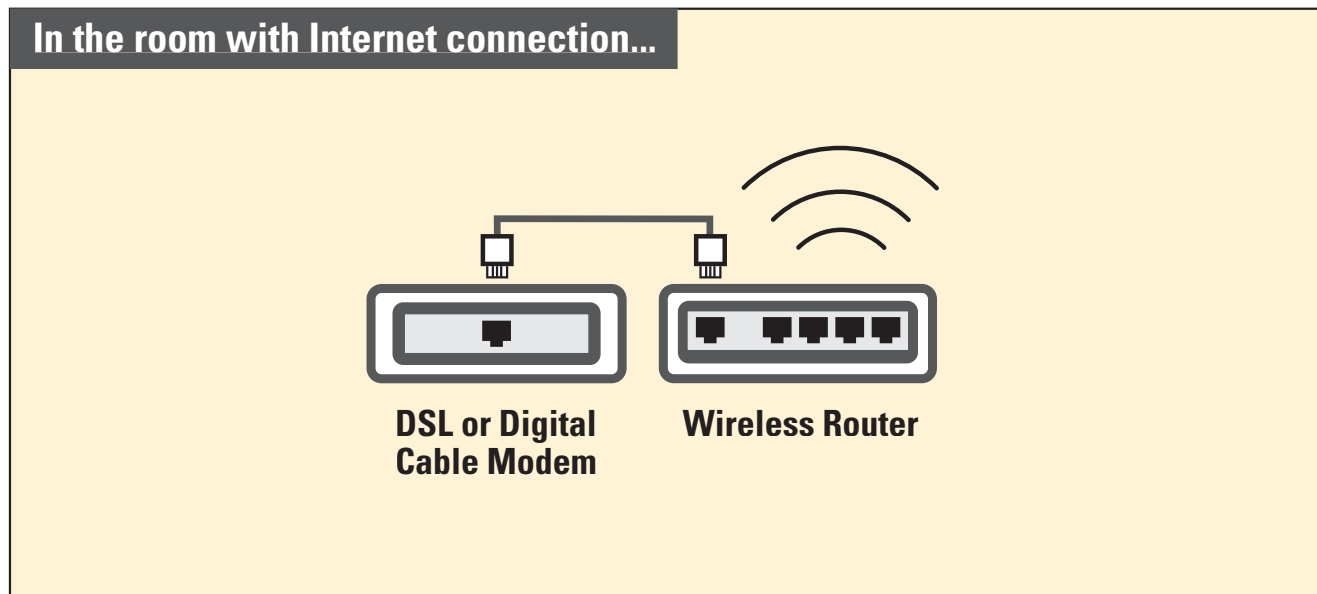 In the room with Internet connection...
DSL or Digital
Cable Modem
Wireless Router